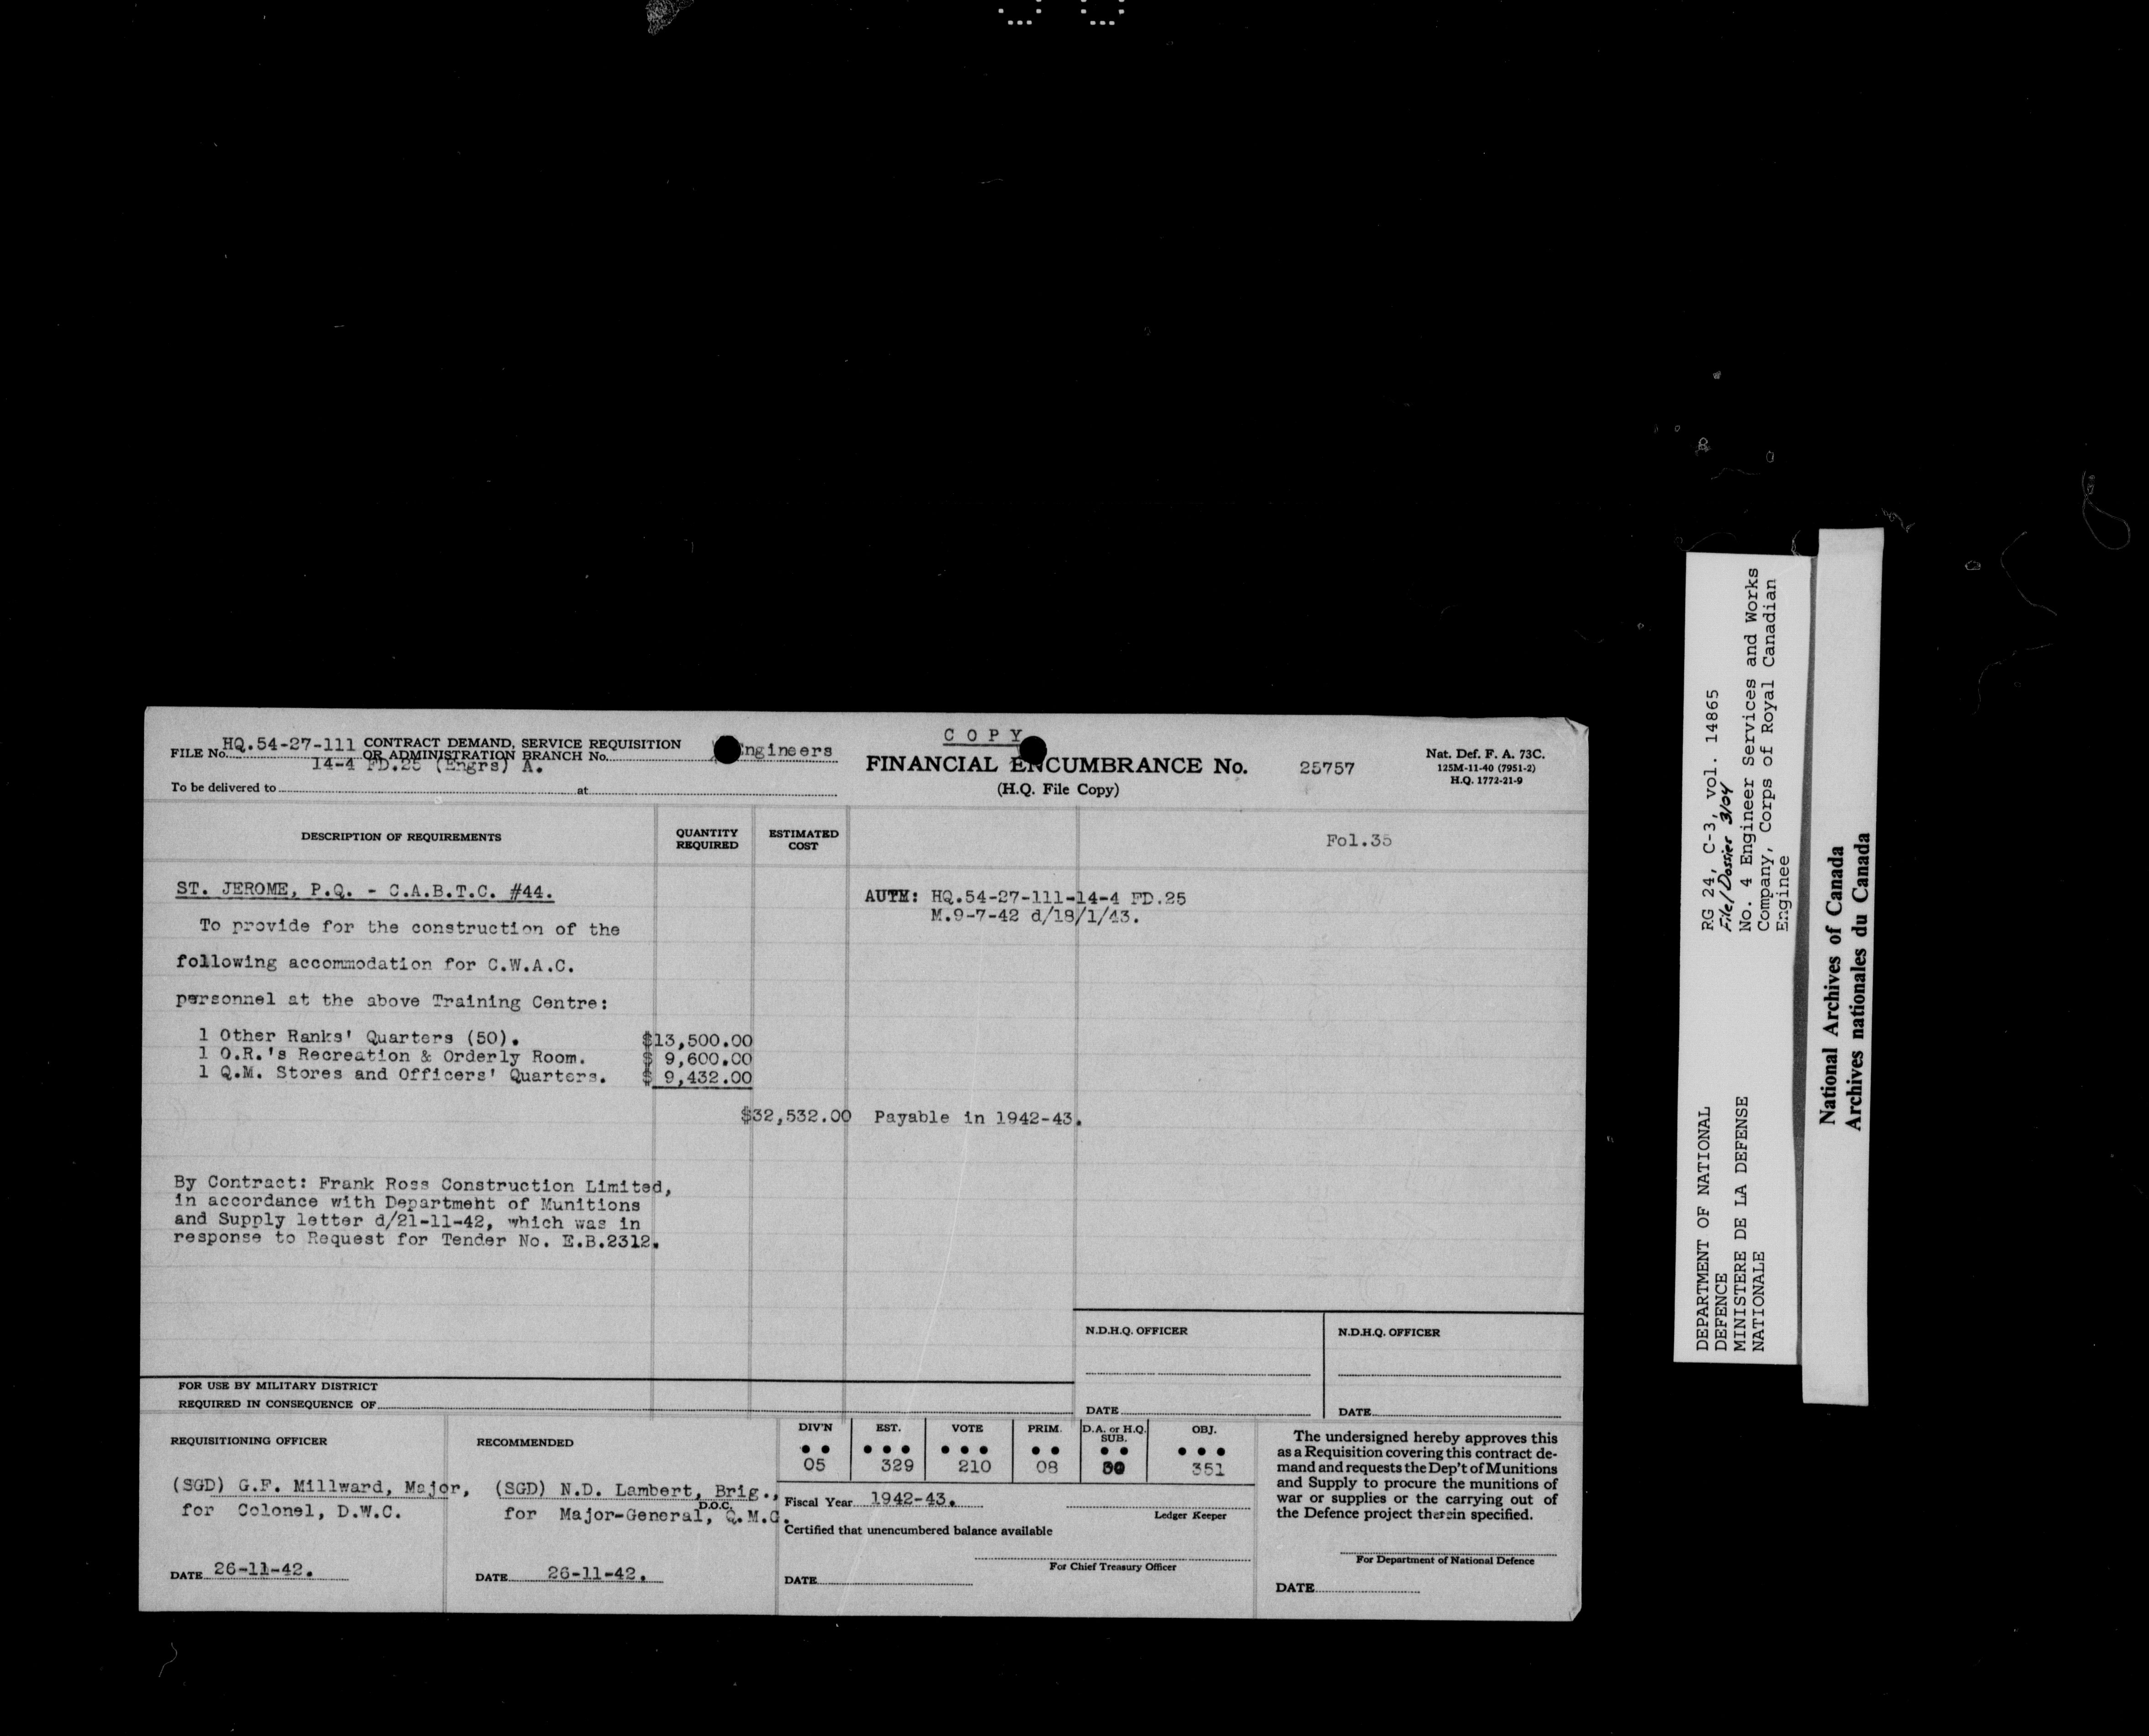 COPY
HQ.54-27-111
FILE No. CONTRACT DEMAND, SERVICE REQUISITION
OR ADMINISTRATION BRANCH No. Engineers
14-4 FD.25 (Engrs) A.
To be delivered to at
FINANCIAL ENCUMBRANCE No. 25757
(H.Q. File Copy)
Nat. Def. F. A. 73C.
125M-11-40 (7951-2)
H.Q. 1772-21-9
DESCRIPTION OF REQUIREMENTS
QUANTITY REQUIRED
ESTIMATED COST
Fol.35
ST. JEROME, P.Q. - C.A.B.T.C. #44.
To provide for the construction of the
following accommodation for C.W.A.C.
personnel at the above Training Centre:
1 Other Ranks' Quarters (50). $13,500.00
1 O.R.'s Recreation & Orderly Room. $ 9,600.00
1 Q.M. Stores and Officers' Quarters. $ 9,432.00
$32,532.00 Payable in 1942-43.
AUTH: HQ.54-27-111-14-4 FD.25
M.9-7-42 d/18/1/43.
By Contract: Frank Ross Construction Limited,
in accordance with Department of Munitions
and Supply letter d/21-11-42, which was in
response to Request for Tender No. E.B.2312.
N.D.H.Q. OFFICER
DATE
N.D.H.Q. OFFICER
DATE
FOR USE BY MILITARY DISTRICT
REQUIRED IN CONSEQUENCE OF
REQUISITIONING OFFICER
(SGD) G.F. Millward, Major,
for Colonel, D.W.C.
DATE 26-11-42.
RECOMMENDED
(SGD) N.D. Lambert, Brig.,
D.O.C.
for Major-General, Q.M.G.
DATE 26-11-42.
DIV'N EST. VOTE PRIM. D.A. or H.Q. SUB. OBJ.
05 329 210 08 30 351
Fiscal Year 1942-43.
Ledger Keeper
Certified that unencumbered balance available
For Chief Treasury Officer
DATE
The undersigned hereby approves this
as a Requisition covering this contract de-
mand and requests the Dep't of Munitions
and Supply to procure the munitions of
war or supplies or the carrying out of
the Defence project therein specified.
For Department of National Defence
DATE
DEPARTMENT OF NATIONAL
DEFENCE
MINISTERE DE LA DEFENSE
NATIONALE
RG 24, C-3, vol. 14865
File/Dossier 3/04
No. 4 Engineer Services and Works
Company, Corps of Royal Canadian
Enginee
National Archives of Canada
Archives nationales du Canada